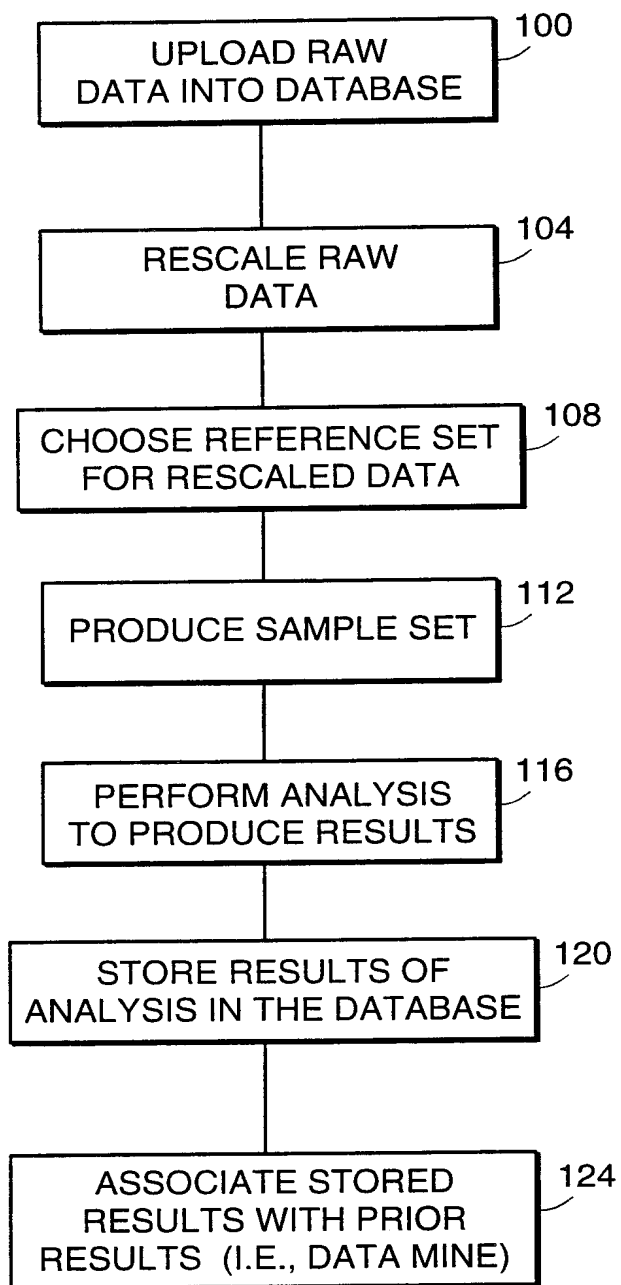 100
UPLOAD RAW
DATA INTO DATABASE
104
RESCALE RAW
DATA
108
CHOOSE REFERENCE SET
FOR RESCALED DATA
112
PRODUCE SAMPLE SET
116
PERFORM ANALYSIS
TO PRODUCE RESULTS
120
STORE RESULTS OF
ANALYSIS IN THE DATABASE
124
ASSOCIATE STORED
RESULTS WITH PRIOR
RESULTS (I.E., DATA MINE)